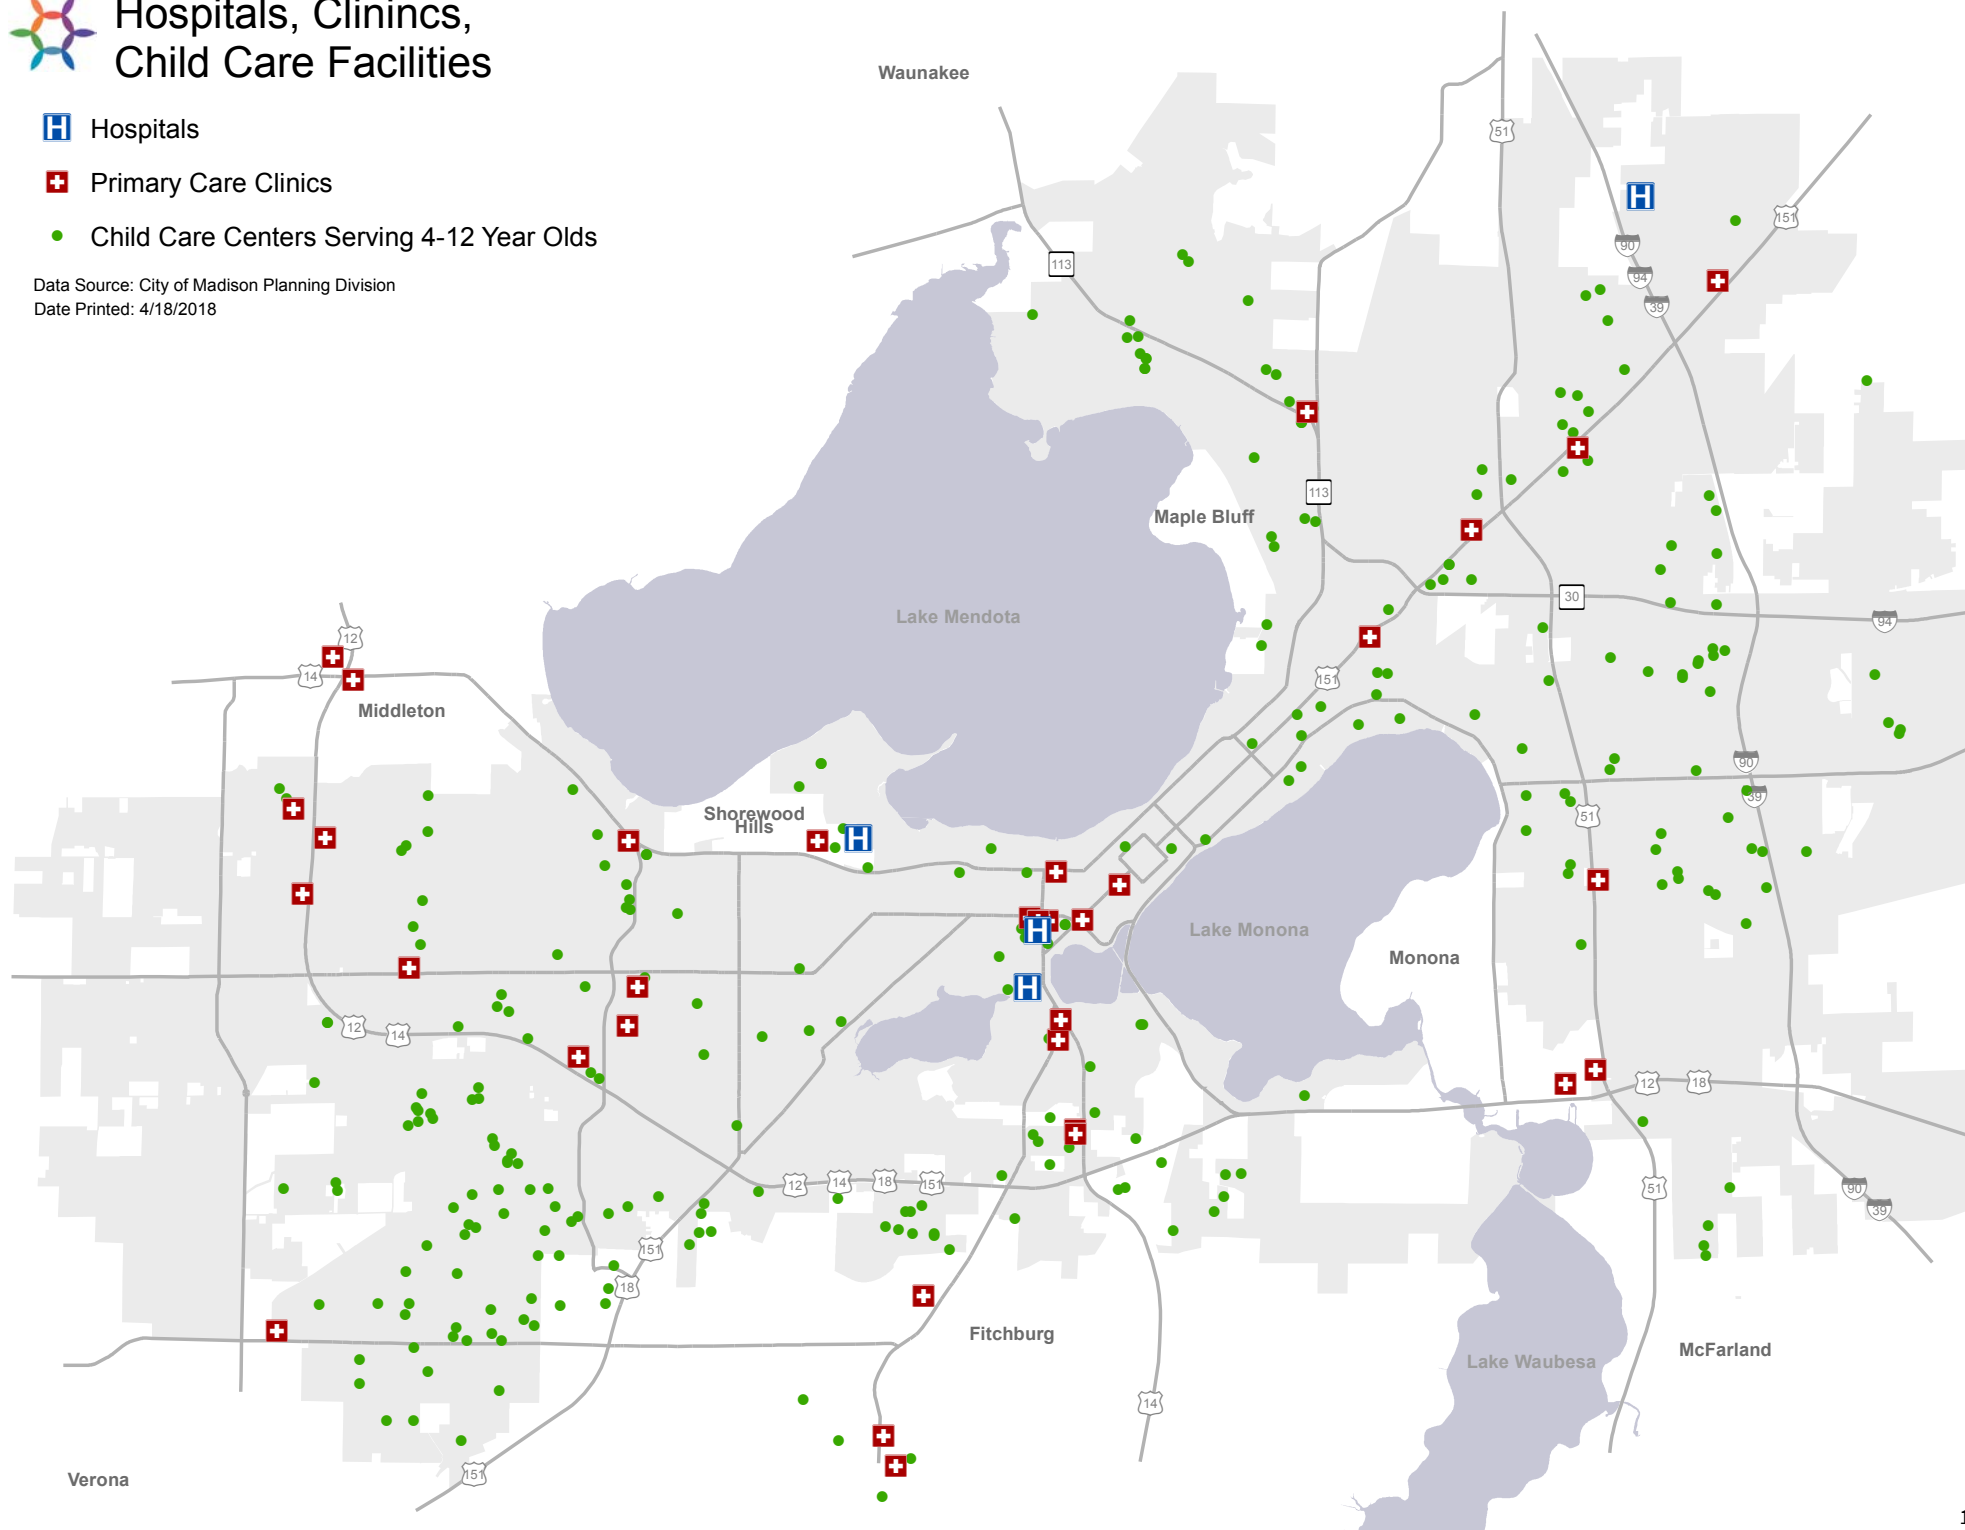 Hospitals, Clinincs,
Child Care Facilities
H Hospitals
Primary Care Clinics
Child Care Centers Serving 4-12 Year Olds
Data Source: City of Madison Planning Division
Date Printed: 4/18/2018
Waunakee
51
H
151
90
113
94
39
113
Maple Bluff
30
Lake Mendota
94
12
14
151
Middleton
90
39
Shorewood
Hills
51
H
Lake Monona
H
Monona
H
12
14
12
18
12
14
18
151
51
90
39
151
18
Fitchburg
McFarland
Lake Waubesa
14
151
Verona
1